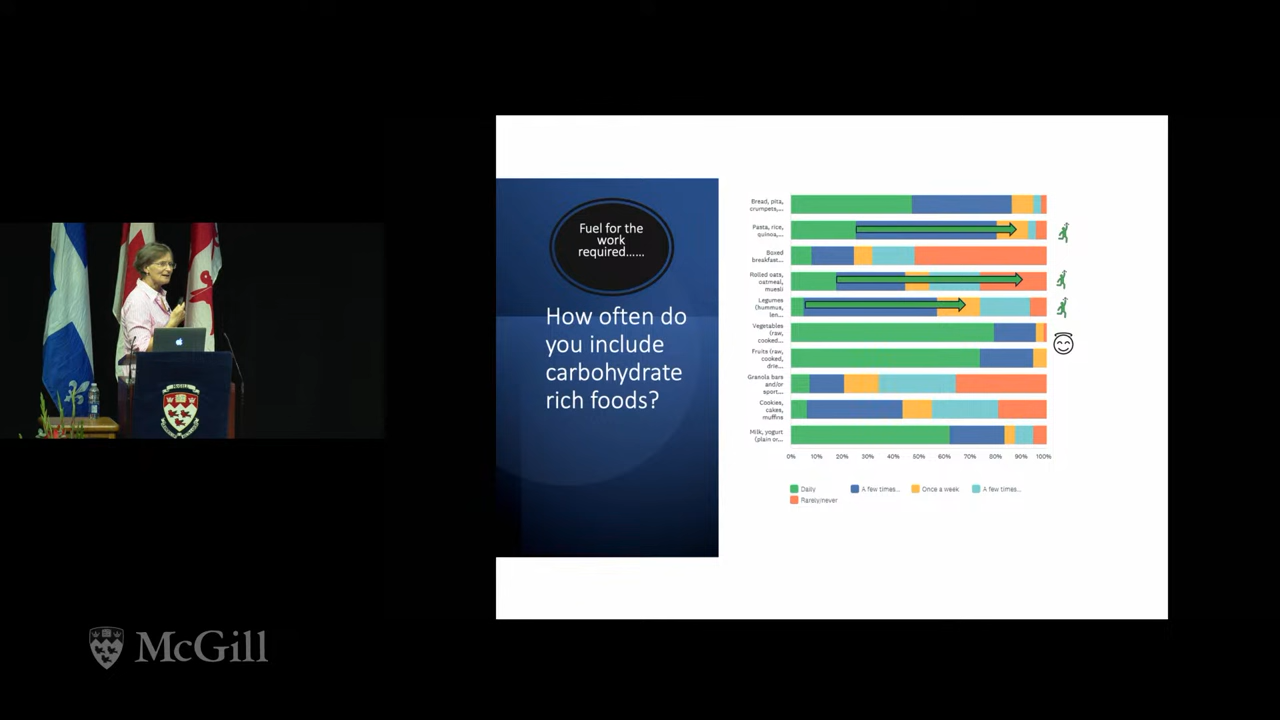 Fuel for the
work
required......
How often do
you include
carbohydrate
rich foods?
Bread, pita,
crumpets,...
Pasta, rice,
quinoa,...
Boxed
breakfast...
Rolled oats,
oatmeal,
muesli
Legumes
(hummus,
len...
Vegetables
(raw,
cooked...
Fruits (raw,
cooked,
drie...
Granola bars
and/or
sport...
Cookies,
cakes,
muffins
Milk, yogurt
(plain or...
0% 10% 20% 30% 40% 50% 60% 70% 80% 90% 100%
Daily A few times... Once a week A few times...
Rarely/never
McGILL
McGill